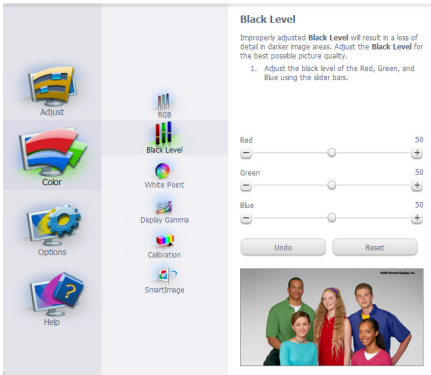 Black Level
Improperly adjusted Black Level will result in a loss of
detail in darker image areas. Adjust the Black Level for
the best possible picture quality.
1. Adjust the black level of the Red, Green, and
Blue using the slider bars.
Adjust
Color
Options
Help
RGB
Black Level
White Point
Display Gamma
Calibration
SmartImage
Red 50
Green 50
Blue 50
Undo Reset